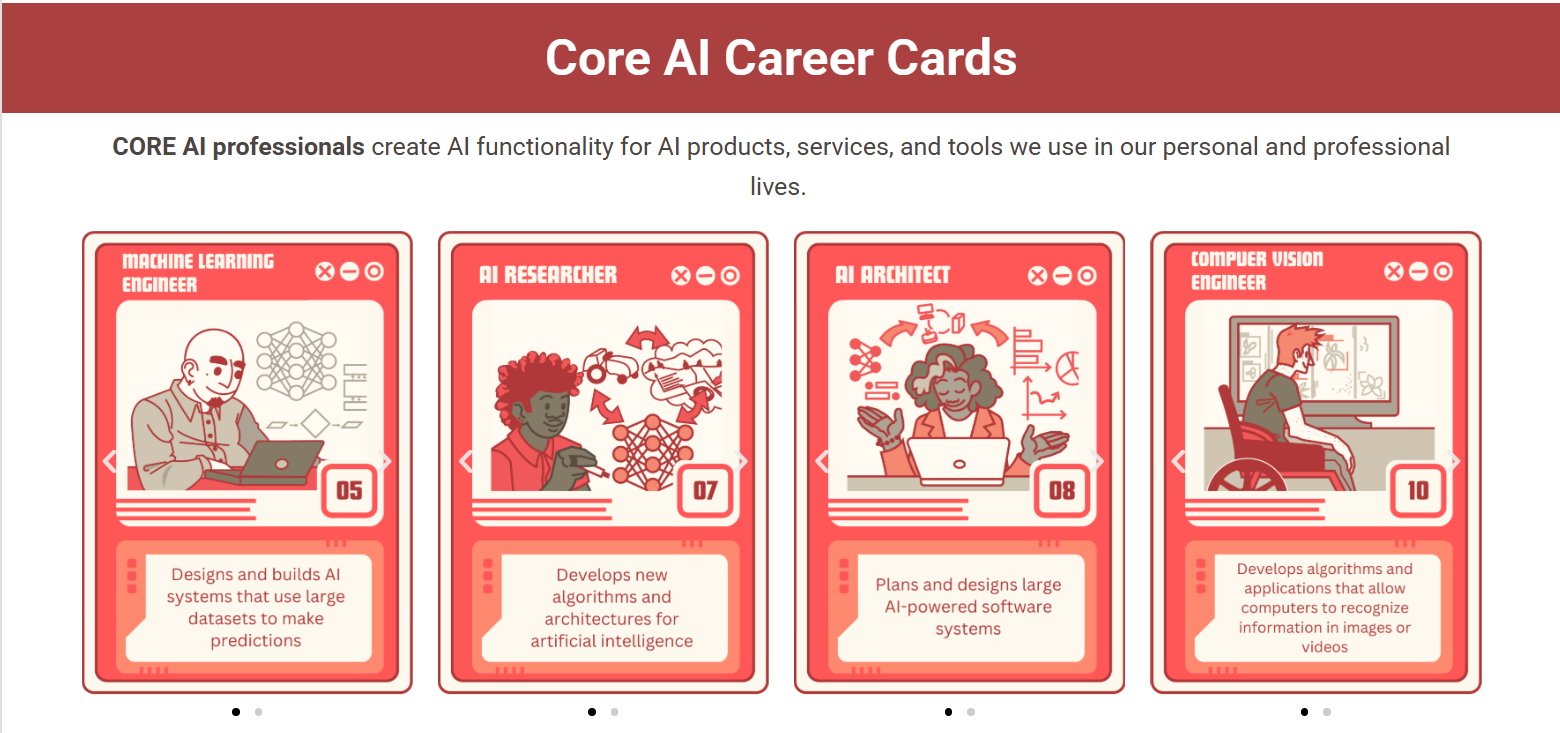 Core AI Career Cards
CORE AI professionals create AI functionality for AI products, services, and tools we use in our personal and professional
lives.
MACHINE LEARNING
ENGINEER
05
Designs and builds AI
systems that use large
datasets to make
predictions
AI RESEARCHER
07
Develops new
algorithms and
architectures for
artificial intelligence
AI ARCHITECT
08
Plans and designs large
AI-powered software
systems
COMPUER VISION
ENGINEER
10
Develops algorithms and
applications that allow
computers to recognize
information in images or
videos